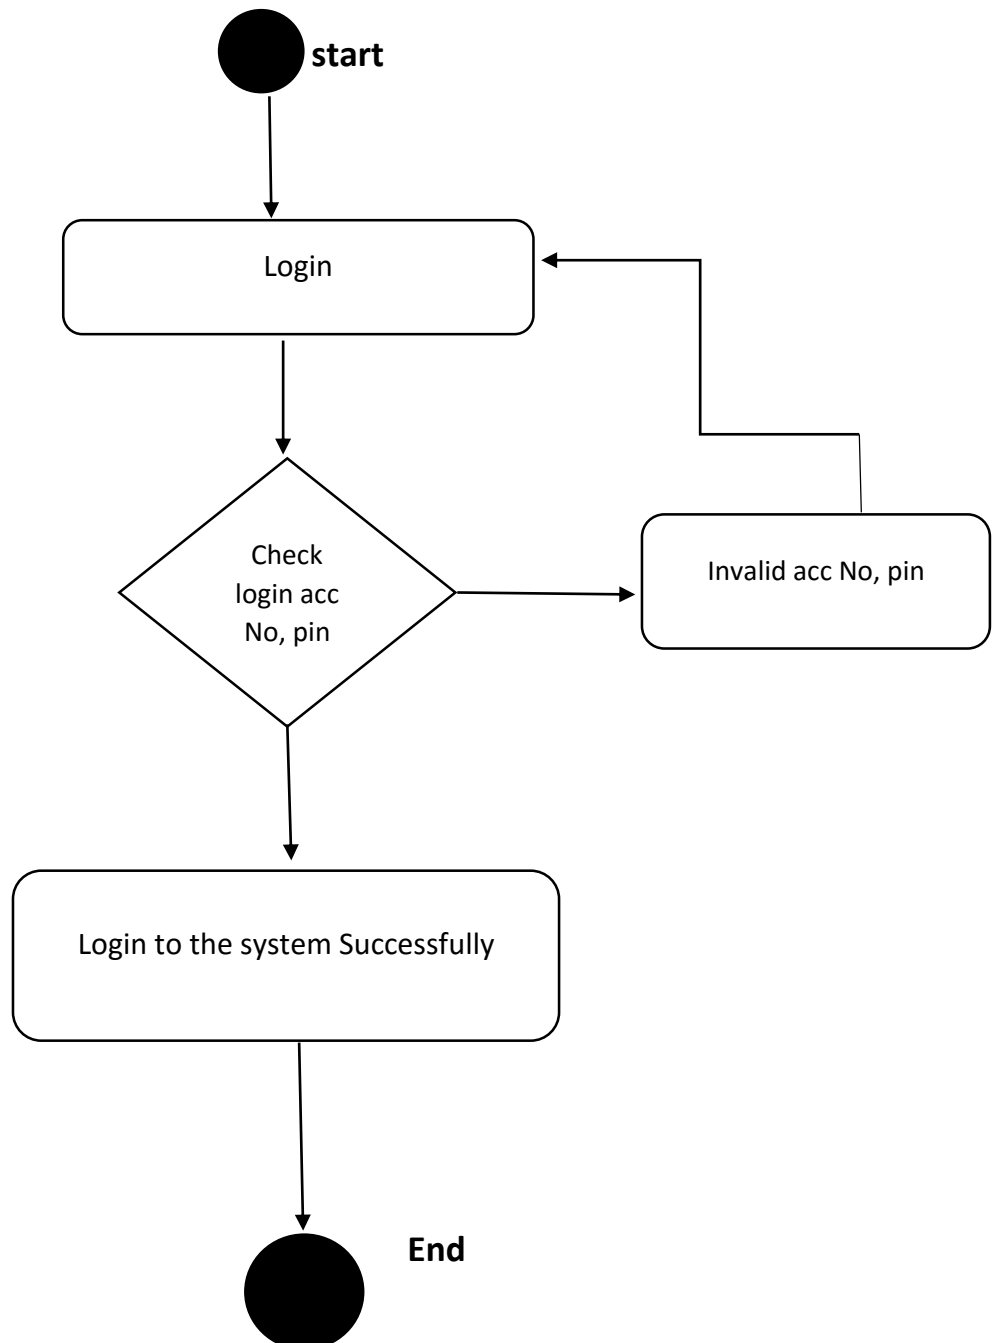 start
Login
Check
login acc
No, pin
Invalid acc No, pin
Login to the system Successfully
End